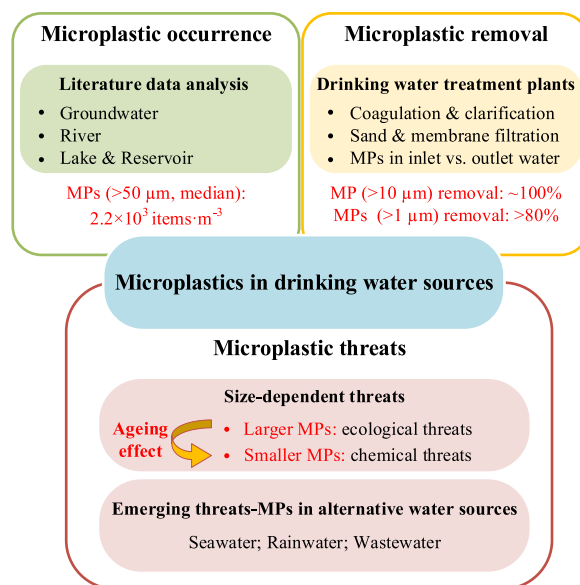 Microplastic occurrence
Literature data analysis
• Groundwater
• River
• Lake & Reservoir
MPs (>50 µm, median):
2.2×10³ items·m⁻³
Microplastic removal
Drinking water treatment plants
• Coagulation & clarification
• Sand & membrane filtration
• MPs in inlet vs. outlet water
MP (>10 µm) removal: ~100%
MPs (>1 µm) removal: >80%
Microplastics in drinking water sources
Microplastic threats
Size-dependent threats
Ageing
effect
• Larger MPs: ecological threats
• Smaller MPs: chemical threats
Emerging threats-MPs in alternative water sources
Seawater; Rainwater; Wastewater